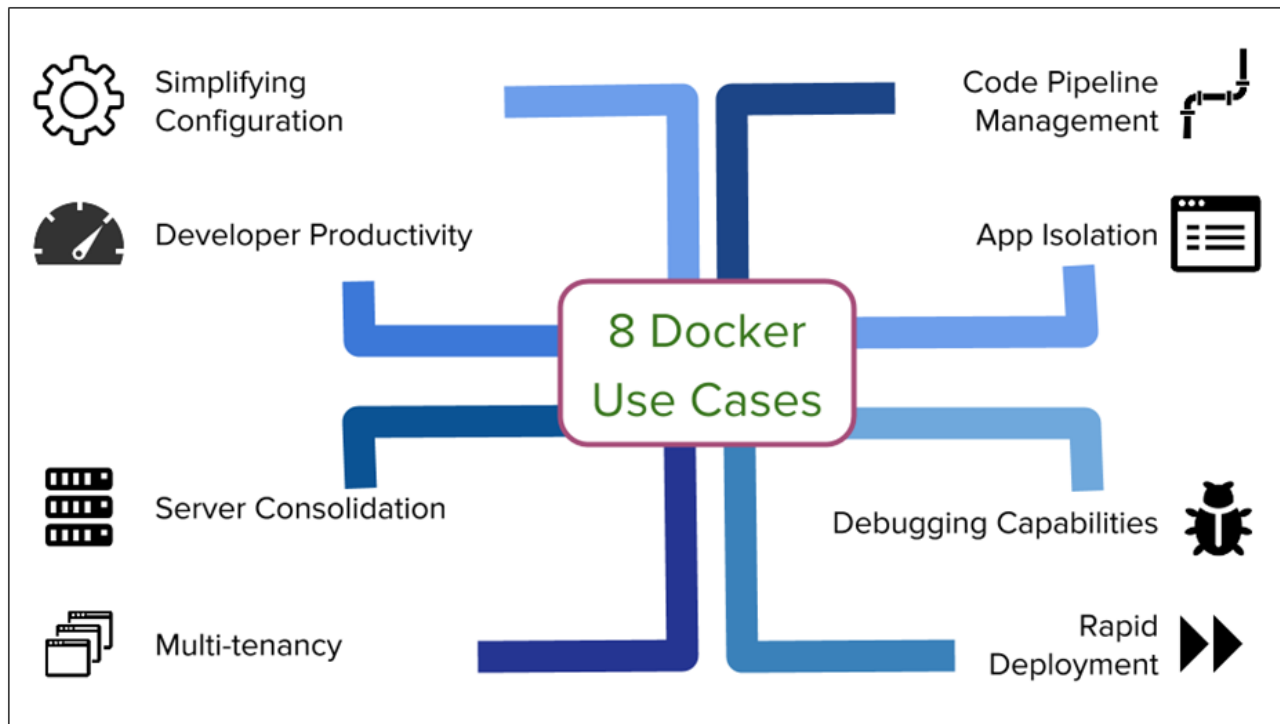 Simplifying
Configuration
Developer Productivity
Server Consolidation
Multi-tenancy
8 Docker
Use Cases
Code Pipeline
Management
App Isolation
Debugging Capabilities
Rapid
Deployment